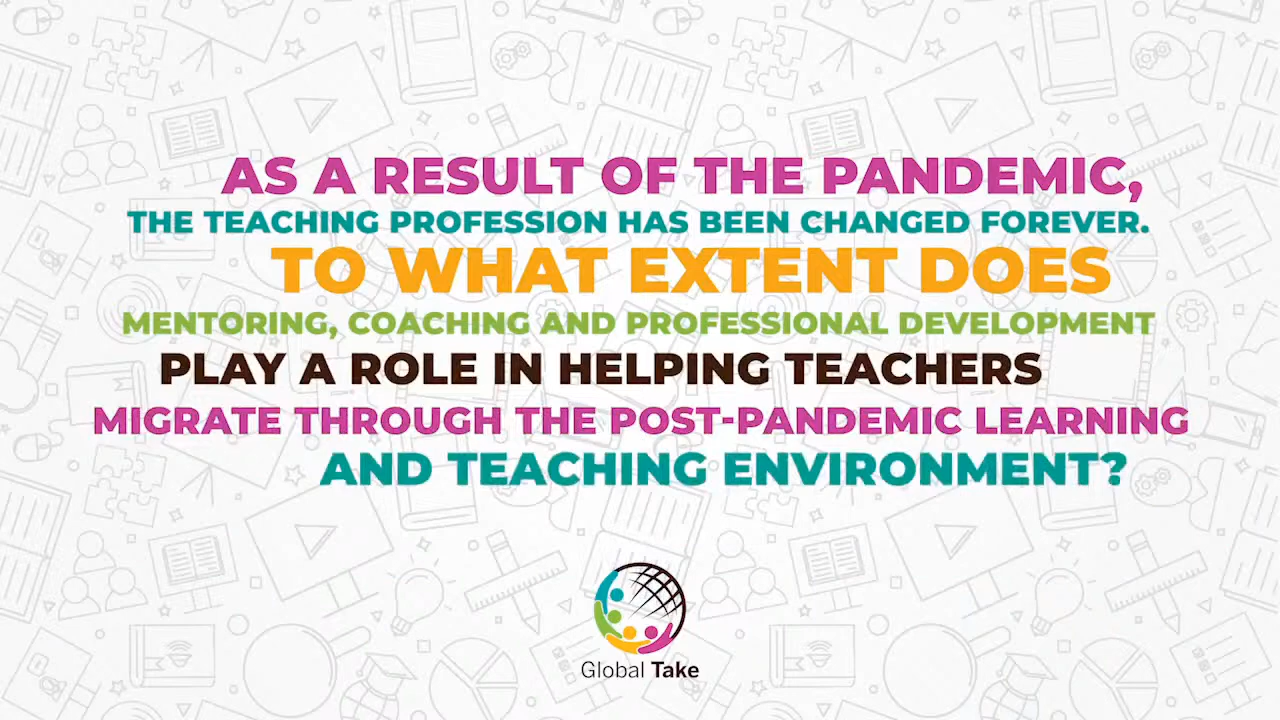 AS A RESULT OF THE PANDEMIC,
THE TEACHING PROFESSION HAS BEEN CHANGED FOREVER.
TO WHAT EXTENT DOES
MENTORING, COACHING AND PROFESSIONAL DEVELOPMENT
PLAY A ROLE IN HELPING TEACHERS
MIGRATE THROUGH THE POST-PANDEMIC LEARNING
AND TEACHING ENVIRONMENT?
Global Take